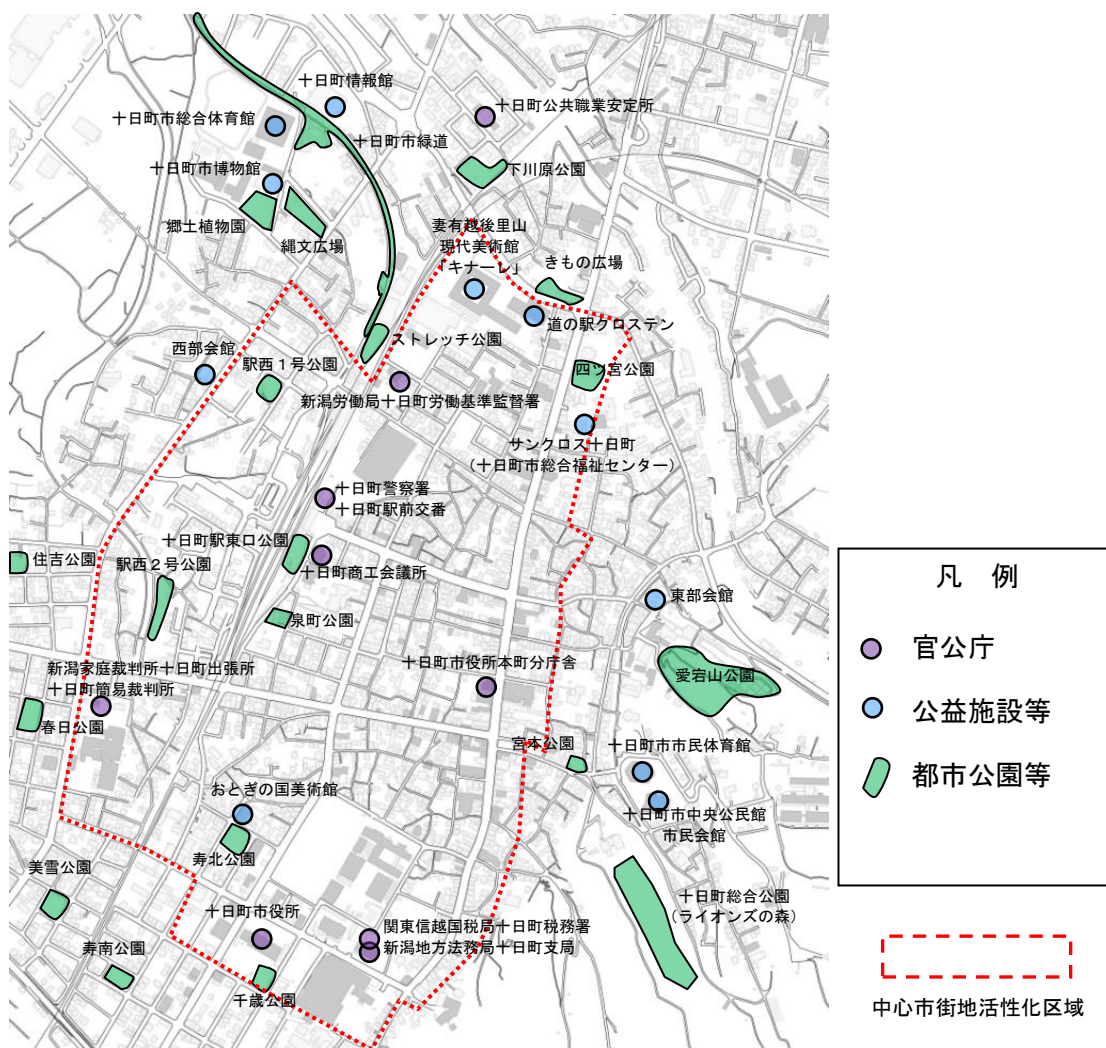 十日町情報館
十日町公共職業安定所
十日町市総合体育館
十日町市緑道
下川原公園
十日町市博物館
郷土植物園
縄文広場
妻有越後里山
現代美術館
「キナーレ」
きもの広場
道の駅クロステン
ストレッチ公園
西部会館
駅西１号公園
四ツ宮公園
新潟労働局十日町労働基準監督署
サンクロス十日町
（十日町市総合福祉センター）
十日町警察署
十日町駅前交番
十日町駅東口公園
住吉公園
駅西２号公園
十日町商工会議所
東部会館
泉町公園
新潟家庭裁判所十日町出張所
十日町簡易裁判所
十日町市役所本町分庁舎
愛宕山公園
春日公園
宮本公園
十日町市市民体育館
おとぎの国美術館
十日町市中央公民館
市民会館
寿北公園
美雪公園
十日町総合公園
（ライオンズの森）
十日町市役所
関東信越国税局十日町税務署
新潟地方法務局十日町支局
寿南公園
千歳公園
凡　例
官公庁
公益施設等
都市公園等
中心市街地活性化区域